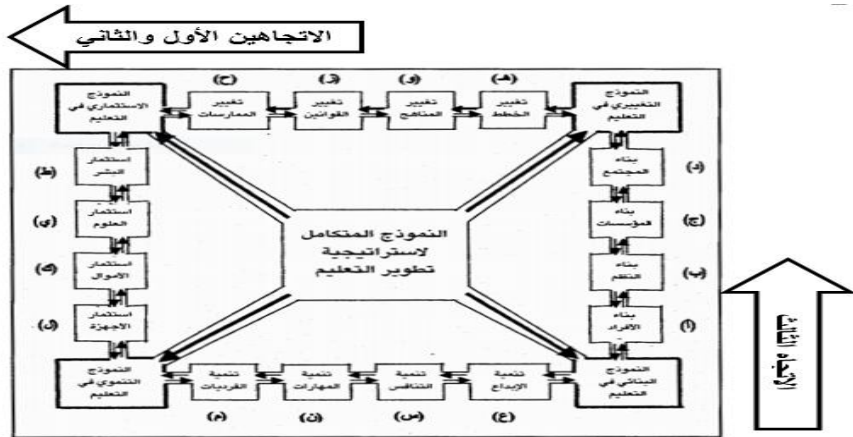 الاتجاهين الأول والثاني
(هـ)
(و)
(ز)
(ح)
النموذج
التغييري في
التعليم
تغيير
الخطط
تغيير
المناهج
تغيير
القوانين
تغيير
الممارسات
النموذج
الاستثماري في
التعليم
(د)
بناء
المجتمع
(ج)
بناء
المؤسسات
(ب)
بناء
النظم
(أ)
بناء
الأفراد
النموذج المتكامل
لاستراتيجية
تطوير التعليم
استثمار
البشر
(ط)
استثمار
العلوم
(ي)
استثمار
الأموال
(ك)
استثمار
الأجهزة
(ل)
النموذج
البنائي في
التعليم
تنمية
الإبداع
تنمية
التنافس
تنمية
المهارات
تنمية
الفرديات
النموذج
التنموي في
التعليم
(ع)
(س)
(ن)
(م)
الاتجاه الثالث